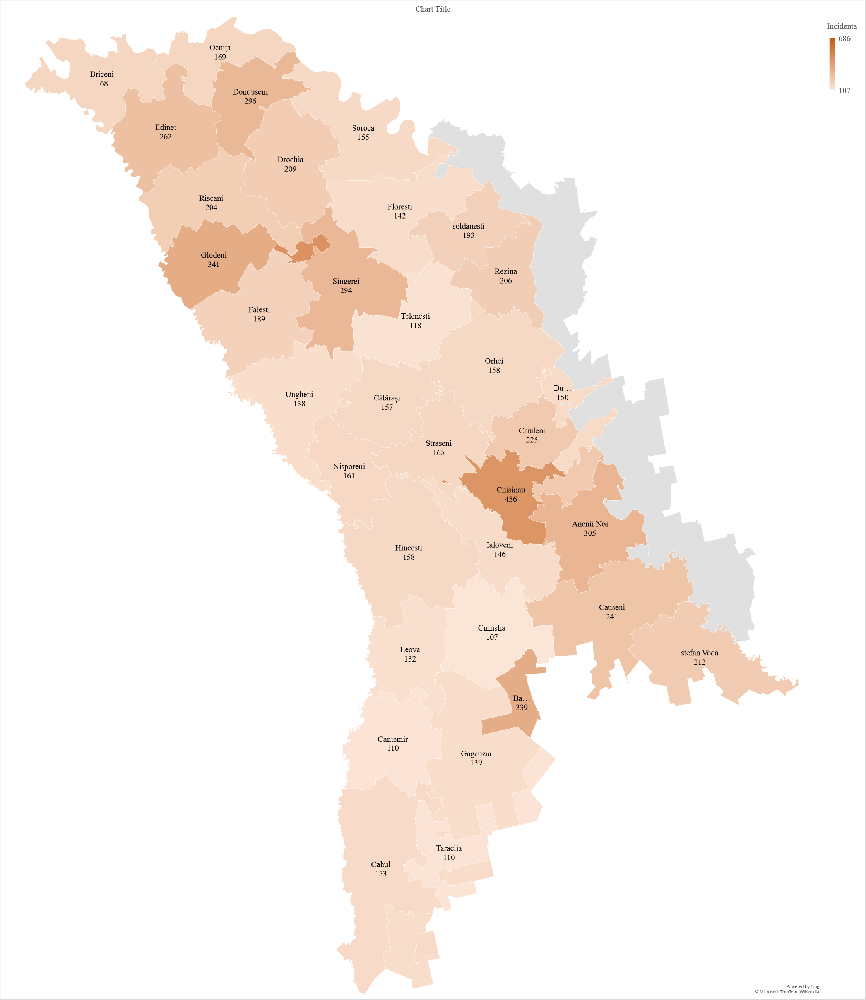 Chart Title
Incidenta
686
107
Ocnița
169
Briceni
168
Donduseni
296
Edinet
262
Soroca
155
Drochia
209
Riscani
204
Floresti
142
soldanesti
193
Glodeni
341
Rezina
206
Singerei
294
Falesti
189
Telenesti
118
Orhei
158
Du...
150
Ungheni
138
Călărași
157
Criuleni
225
Straseni
165
Nisporeni
161
Chisinau
436
Anenii Noi
305
Ialoveni
146
Hincesti
158
Causeni
241
Cimislia
107
Leova
132
stefan Voda
212
Ba...
339
Cantemir
110
Gagauzia
139
Taraclia
110
Cahul
153
Powered by Bing
© Microsoft, TomTom, Wikipedia